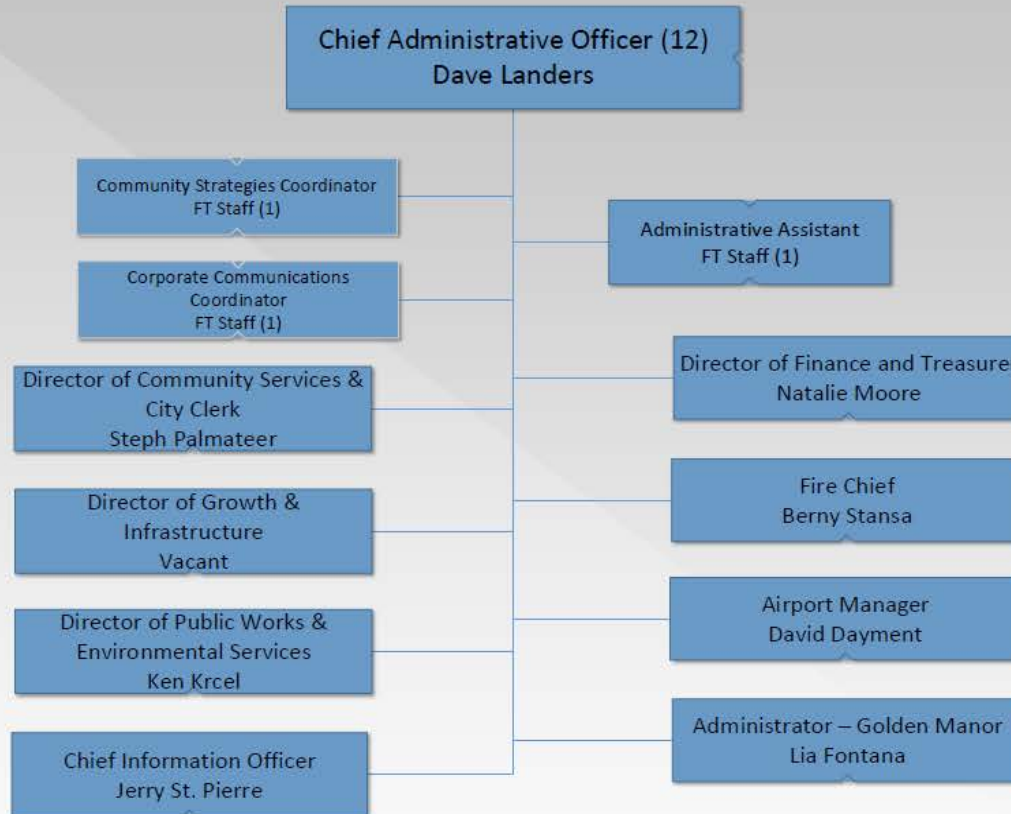 Chief Administrative Officer (12)
Dave Landers
Community Strategies Coordinator
FT Staff (1)
Administrative Assistant
FT Staff (1)
Corporate Communications
Coordinator
FT Staff (1)
Director of Community Services &
City Clerk
Steph Palmateer
Director of Finance and Treasure
Natalie Moore
Director of Growth &
Infrastructure
Vacant
Fire Chief
Berny Stansa
Director of Public Works &
Environmental Services
Ken Krcel
Airport Manager
David Dayment
Chief Information Officer
Jerry St. Pierre
Administrator – Golden Manor
Lia Fontana